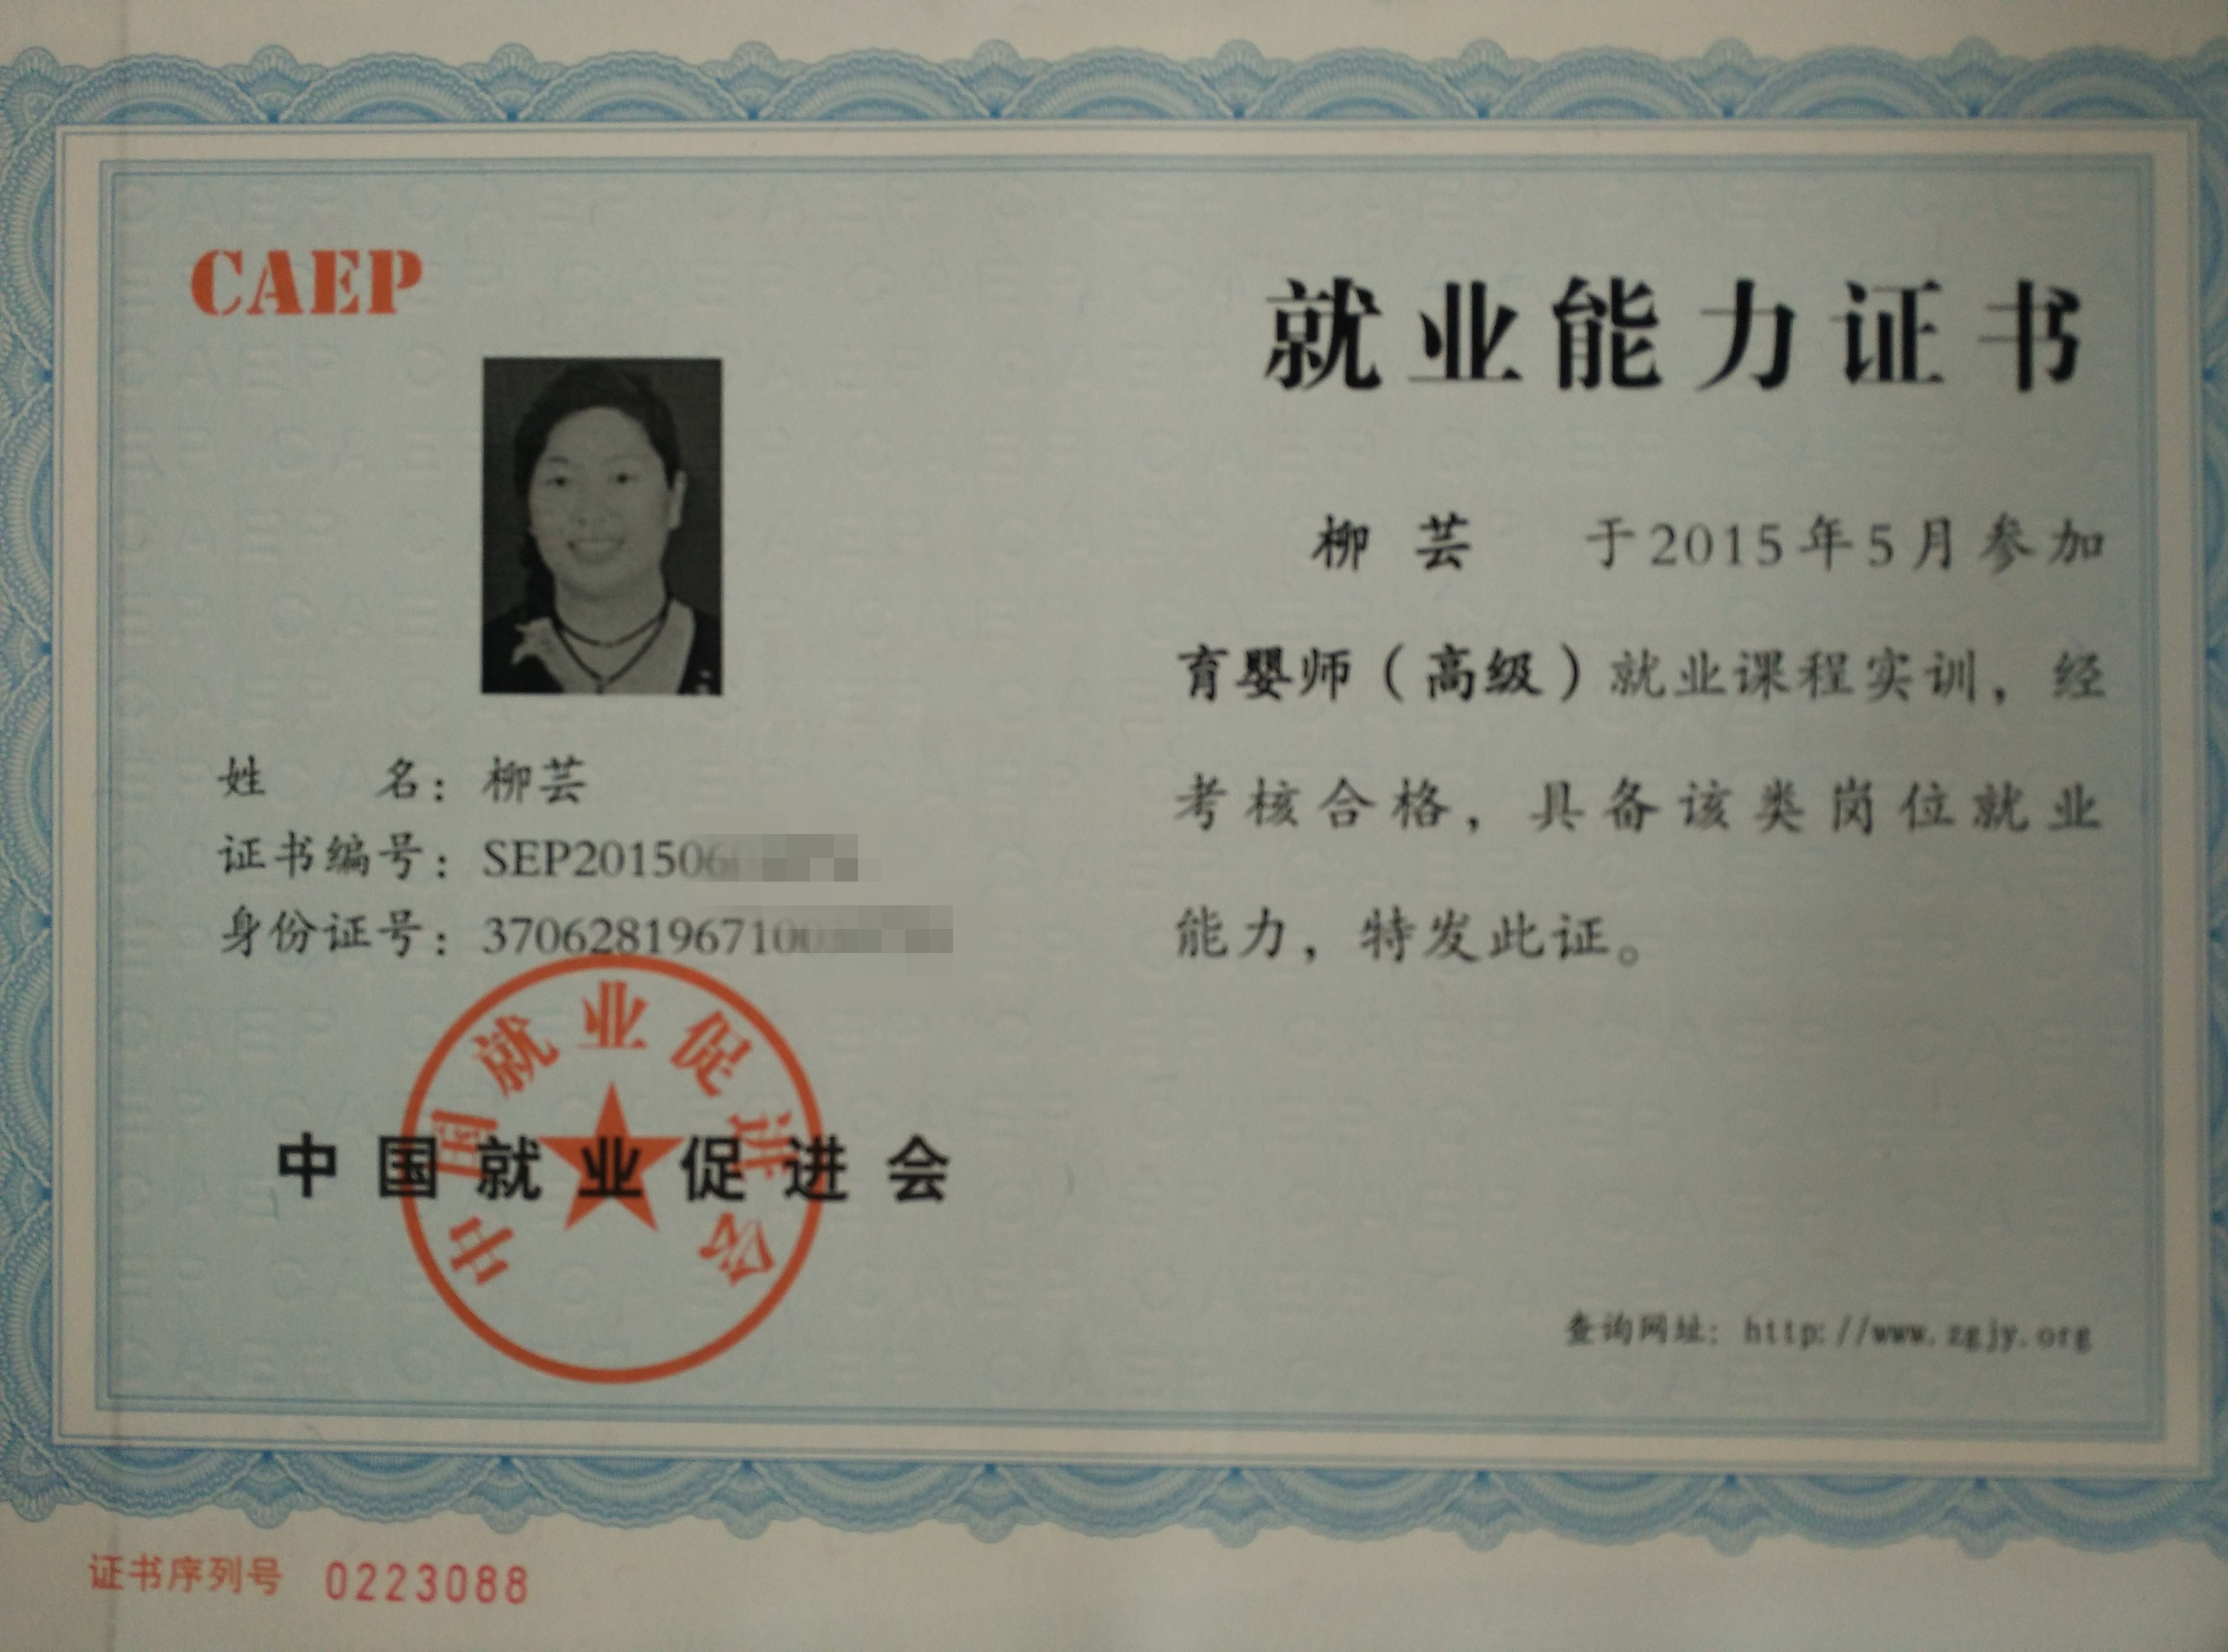 CAEP
姓 名：柳芸
证书编号：SEP201506
身份证号：3706281967100
中国就业促进会
中国就业促进会
就业能力证书
柳芸 于2015年5月参加
育婴师（高级）就业课程实训，经
考核合格，具备该类岗位就业
能力，特发此证。
查询网址：http://www.zgjy.org
证书序列号 0223088